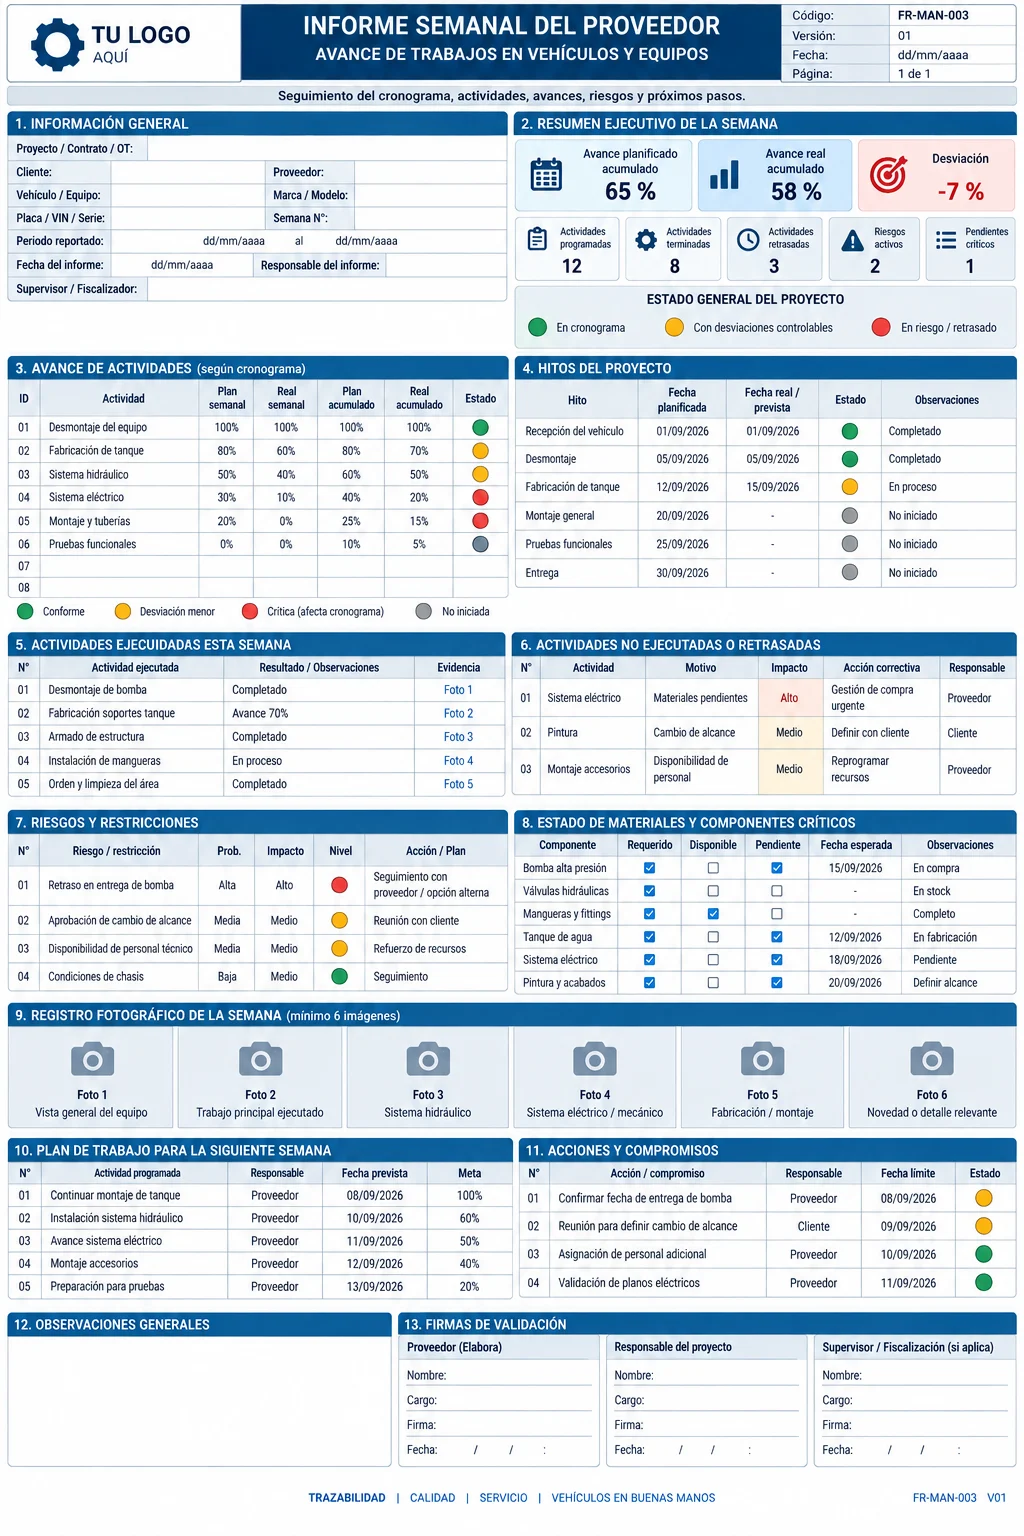 TU LOGO
AQUÍ
INFORME SEMANAL DEL PROVEEDOR
AVANCE DE TRABAJOS EN VEHÍCULOS Y EQUIPOS
Código: FR-MAN-003
Versión: 01
Fecha: dd/mm/aaaa
Página: 1 de 1
Seguimiento del cronograma, actividades, avances, riesgos y próximos pasos.
1. INFORMACIÓN GENERAL
Proyecto / Contrato / OT:
Cliente: Proveedor:
Vehículo / Equipo: Marca / Modelo:
Placa / VIN / Serie: Semana N°:
Periodo reportado: dd/mm/aaaa al dd/mm/aaaa
Fecha del informe: dd/mm/aaaa Responsable del informe:
Supervisor / Fiscalizador:
2. RESUMEN EJECUTIVO DE LA SEMANA
Avance planificado acumulado
65 %
Avance real acumulado
58 %
Desviación
-7 %
Actividades programadas
12
Actividades terminadas
8
Actividades retrasadas
3
Riesgos activos
2
Pendientes críticos
1
ESTADO GENERAL DEL PROYECTO
En cronograma Con desviaciones controlables En riesgo / retrasado
3. AVANCE DE ACTIVIDADES (según cronograma)
ID Actividad Plan semanal Real semanal Plan acumulado Real acumulado Estado
01 Desmontaje del equipo 100% 100% 100% 100%
02 Fabricación de tanque 80% 60% 80% 70%
03 Sistema hidráulico 50% 40% 60% 50%
04 Sistema eléctrico 30% 10% 40% 20%
05 Montaje y tuberías 20% 0% 25% 15%
06 Pruebas funcionales 0% 0% 10% 5%
07
08
Conforme Desviación menor Crítica (afecta cronograma) No iniciada
4. HITOS DEL PROYECTO
Hito Fecha planificada Fecha real / prevista Estado Observaciones
Recepción del vehiculo 01/09/2026 01/09/2026 Completado
Desmontaje 05/09/2026 05/09/2026 Completado
Fabricación de tanque 12/09/2026 15/09/2026 En proceso
Montaje general 20/09/2026 - No iniciado
Pruebas funcionales 25/09/2026 - No iniciado
Entrega 30/09/2026 - No iniciado
5. ACTIVIDADES EJECUIDADAS ESTA SEMANA
N° Actividad ejecutada Resultado / Observaciones Evidencia
01 Desmontaje de bomba Completado Foto 1
02 Fabricación soportes tanque Avance 70% Foto 2
03 Armado de estructura Completado Foto 3
04 Instalación de mangueras En proceso Foto 4
05 Orden y limpieza del área Completado Foto 5
6. ACTIVIDADES NO EJECUTADAS O RETRASADAS
N° Actividad Motivo Impacto Acción correctiva Responsable
01 Sistema eléctrico Materiales pendientes Alto Gestión de compra urgente Proveedor
02 Pintura Cambio de alcance Medio Definir con cliente Cliente
03 Montaje accesorios Disponibilidad de personal Medio Reprogramar recursos Proveedor
7. RIESGOS Y RESTRICCIONES
N° Riesgo / restricción Prob. Impacto Nivel Acción / Plan
01 Retraso en entrega de bomba Alta Alto Seguimiento con proveedor / opción alterna
02 Aprobación de cambio de alcance Media Medio Reunión con cliente
03 Disponibilidad de personal técnico Media Medio Refuerzo de recursos
04 Condiciones de chasis Baja Medio Seguimiento
8. ESTADO DE MATERIALES Y COMPONENTES CRÍTICOS
Componente Requerido Disponible Pendiente Fecha esperada Observaciones
Bomba alta presión 15/09/2026 En compra
Válvulas hidráulicas - En stock
Mangueras y fittings - Completo
Tanque de agua 12/09/2026 En fabricación
Sistema eléctrico 18/09/2026 Pendiente
Pintura y acabados 20/09/2026 Definir alcance
9. REGISTRO FOTOGRÁFICO DE LA SEMANA (mínimo 6 imágenes)
Foto 1
Vista general del equipo
Foto 2
Trabajo principal ejecutado
Foto 3
Sistema hidráulico
Foto 4
Sistema eléctrico / mecánico
Foto 5
Fabricación / montaje
Foto 6
Novedad o detalle relevante
10. PLAN DE TRABAJO PARA LA SIGUIENTE SEMANA
N° Actividad programada Responsable Fecha prevista Meta
01 Continuar montaje de tanque Proveedor 08/09/2026 100%
02 Instalación sistema hidráulico Proveedor 10/09/2026 60%
03 Avance sistema eléctrico Proveedor 11/09/2026 50%
04 Montaje accesorios Proveedor 12/09/2026 40%
05 Preparación para pruebas Proveedor 13/09/2026 20%
11. ACCIONES Y COMPROMISOS
N° Acción / compromiso Responsable Fecha límite Estado
01 Confirmar fecha de entrega de bomba Proveedor 08/09/2026
02 Reunión para definir cambio de alcance Cliente 09/09/2026
03 Asignación de personal adicional Proveedor 10/09/2026
04 Validación de planos eléctricos Proveedor 11/09/2026
12. OBSERVACIONES GENERALES
13. FIRMAS DE VALIDACIÓN
Proveedor (Elabora)
Nombre:
Cargo:
Firma:
Fecha: / / :
Responsable del proyecto
Nombre:
Cargo:
Firma:
Fecha: / / :
Supervisor / Fiscalización (si aplica)
Nombre:
Cargo:
Firma:
Fecha: / / :
TRAZABILIDAD | CALIDAD | SERVICIO | VEHÍCULOS EN BUENAS MANOS
FR-MAN-003 V01